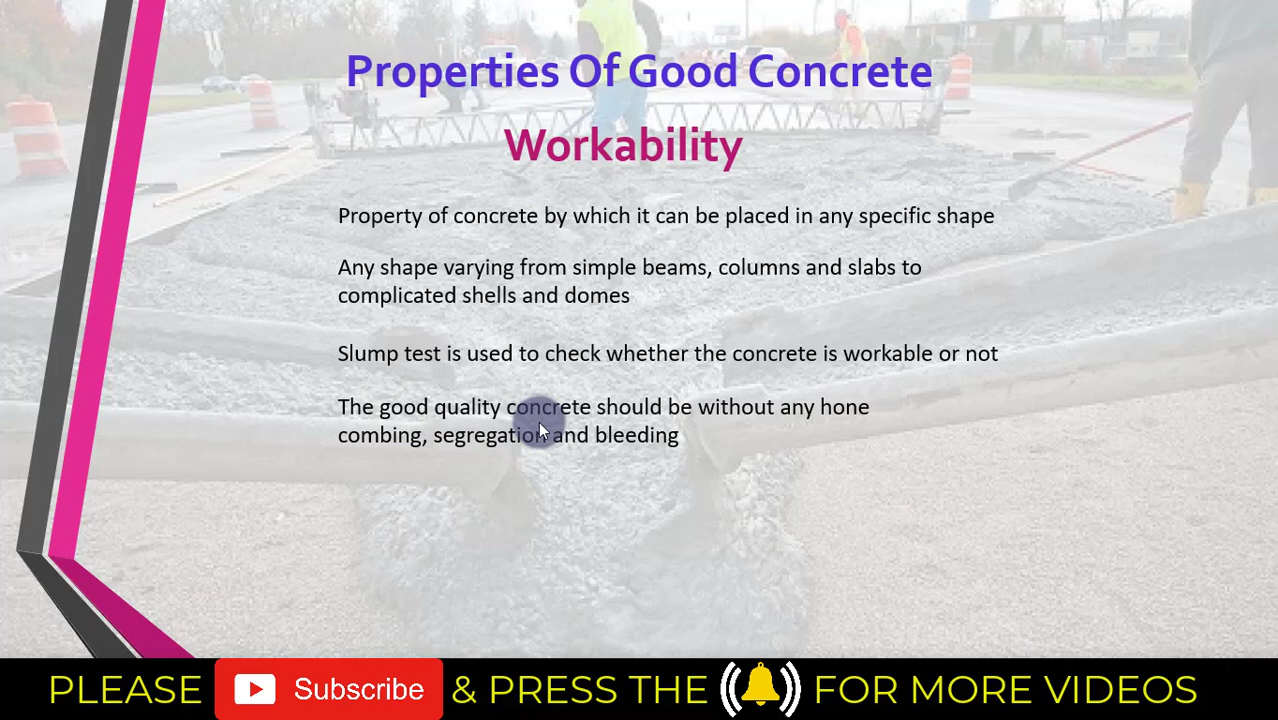 Properties Of Good Concrete
Workability
Property of concrete by which it can be placed in any specific shape
Any shape varying from simple beams, columns and slabs to
complicated shells and domes
Slump test is used to check whether the concrete is workable or not
The good quality concrete should be without any hone
combing, segregation and bleeding
PLEASE Subscribe & PRESS THE FOR MORE VIDEOS